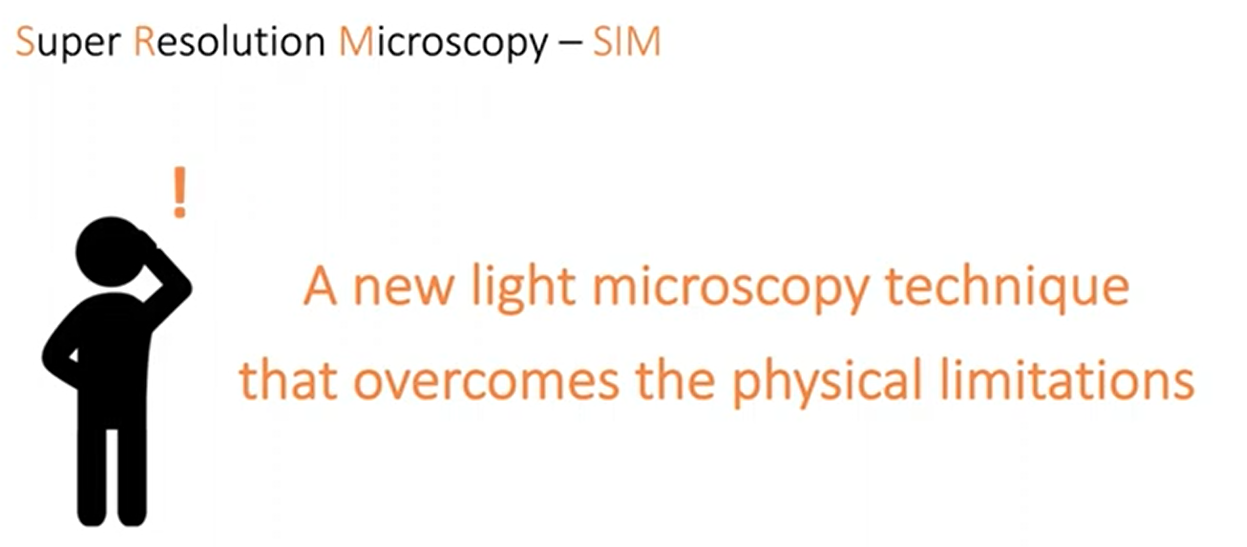 Super Resolution Microscopy – SIM
!
A new light microscopy technique
that overcomes the physical limitations